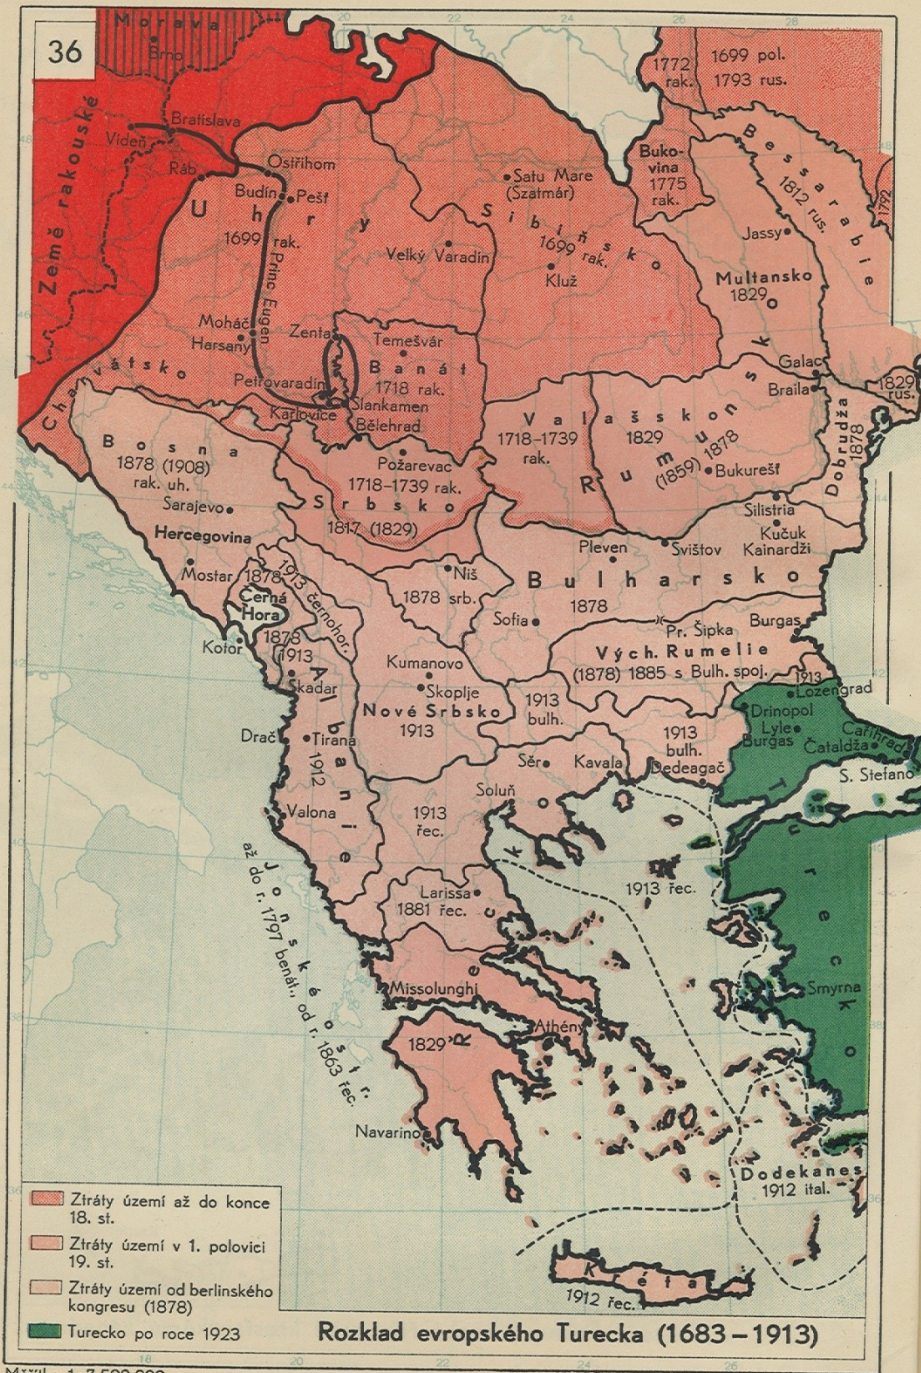 36
Morava
Brno
Země rakouské
Bratislava
Vídeň
Ráb
Ostřihom
Budín
Pešť
Uhry
1699 rak.
Princ Eugen
Velký Varadín
Satu Mare
(Szatmár)
Sibiňsko
1699 rak.
Kluž
1772
rak.
1699 pol.
1793 rus.
Buko-
vina
1775
rak.
Bessarabie
1812 rus.
1792
Jassy
Multansko
1829
Moháč
Harsany
Zenta
Temešvár
Banát
1718 rak.
Petrovaradín
Karlovice
Slankamen
Bělehrad
Charvátsko
Galac
Braila
1829
rus.
Dobrudža
1878
Valašsko
1718–1739
rak.
1829
Rumunsko
(1859) 1878
Bukurešť
Bosna
1878 (1908)
rak. uh.
Sarajevo
Hercegovina
Mostar
Požarevac
1718–1739 rak.
Srbsko
1817 (1829)
Silistria
Kučuk
Kainardži
Pleven
Svištov
Bulharsko
1878
Sofia
Niš
1878 srb.
1878
1913 černohor.
Černá
Hora
1878
(1913
Kotor
Skadar
Pr. Šipka
Burgas
Vých. Rumelie
(1878) 1885 s Bulh. spoj.
Kumanovo
Skoplje
Nové Srbsko
1913
1913
bulh.
1913
bulh.
1913
Lozengrad
Drinopol
Lyle
Burgas
Cařihrad
Čataldža
S. Stefano
Dedeagač
Drač
Tirana
Albanie
1912
Valona
Sěr
Kavala
Soluň
1913
řec.
1913 řec.
Larissa
1881 řec.
Turecko
Jonské ostr.
až do r. 1797 benát., od r. 1863 řec.
Řecko
Missolunghi
Athény
1829
Smyrna
Navarino
Dodekanes
1912 ital.
Kréta
1912 řec.
Ztráty území až do konce
18. st.
Ztráty území v 1. polovici
19. st.
Ztráty území od berlinského
kongresu (1878)
Turecko po roce 1923
Rozklad evropského Turecka (1683–1913)
18
20
22
24
26